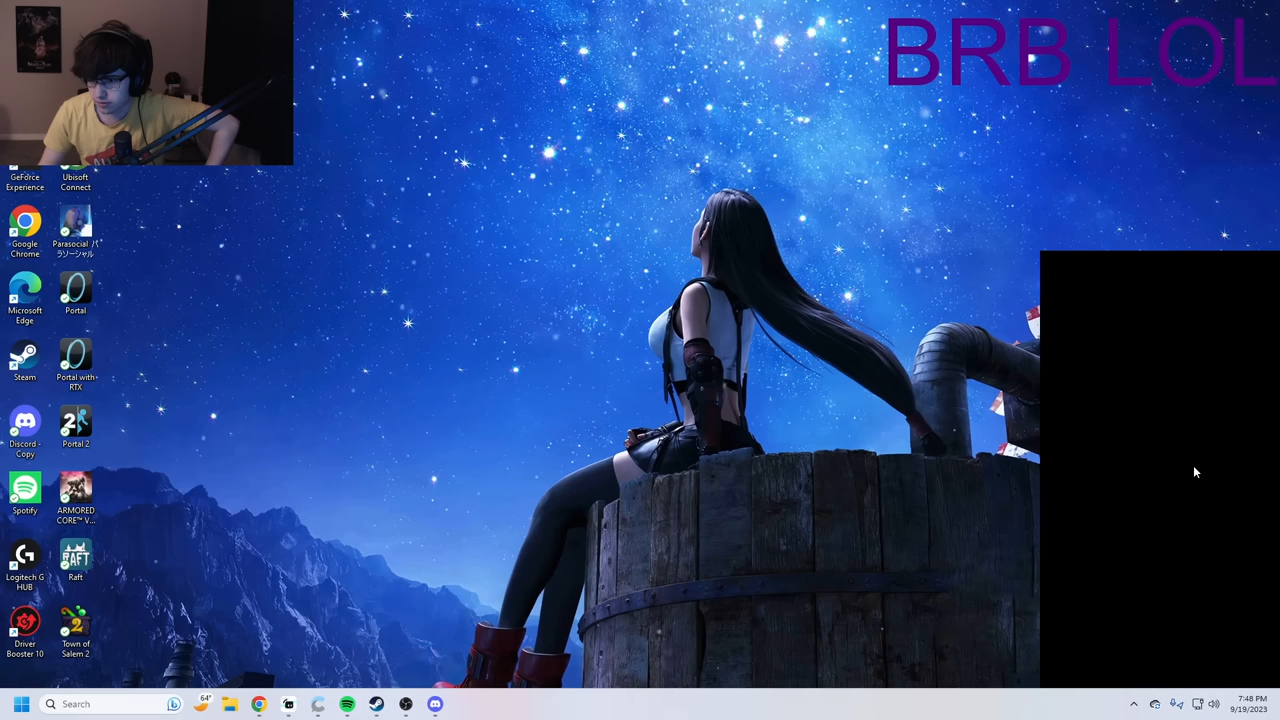 BRB LOL
GeForce
Experience
Ubisoft
Connect
Google
Chrome
Parasocial パ
ラソーシャル
Microsoft
Edge
Portal
Steam
Portal with
RTX
Discord -
Copy
Portal 2
Spotify
ARMORED
CORE™ V...
Logitech G
HUB
Raft
Driver
Booster 10
Town of
Salem 2
Search
64°
7:48 PM
9/19/2023